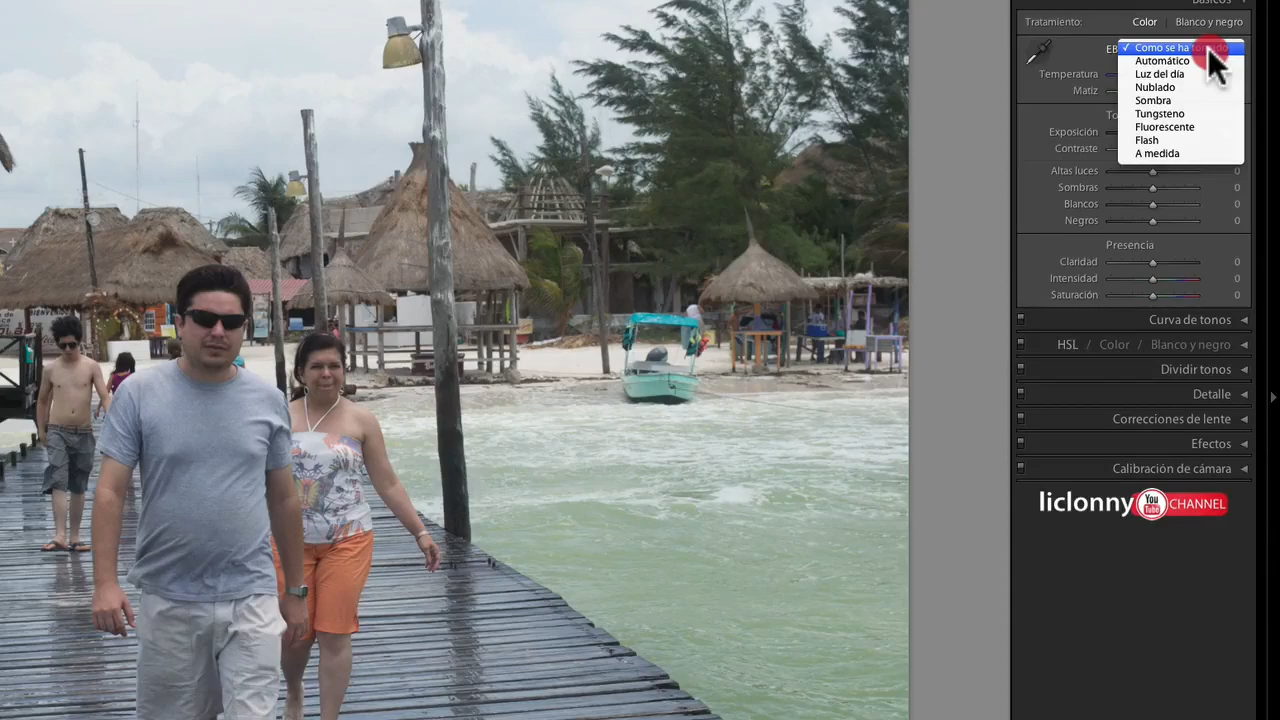 Básicos
Tratamiento: Color Blanco y negro
Como se ha tomado
Automático
Luz del día
Nublado
Sombra
Tungsteno
Fluorescente
Flash
A medida
Temperatura
Matiz
Exposición
Contraste
Altas luces 0
Sombras 0
Blancos 0
Negros 0
Presencia
Claridad 0
Intensidad 0
Saturación 0
Curva de tonos
HSL / Color / Blanco y negro
Dividir tonos
Detalle
Correcciones de lente
Efectos
Calibración de cámara
liclonny You Tube CHANNEL